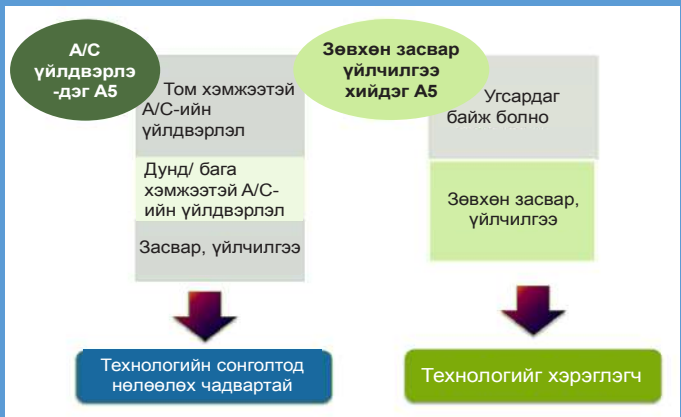 A/C
үйлдвэрлэ
-дэг А5
Том хэмжээтэй
А/С-ийн
үйлдвэрлэл
Дунд/ бага
хэмжээтэй А/С-
ийн үйлдвэрлэл
Засвар, үйлчилгээ
Технологийн сонголтод
нөлөөлөх чадвартай
Зөвхөн засвар
үйлчилгээ
хийдэг А5
Угсардаг
байж болно
Зөвхөн засвар,
үйлчилгээ
Технологийг хэрэглэгч